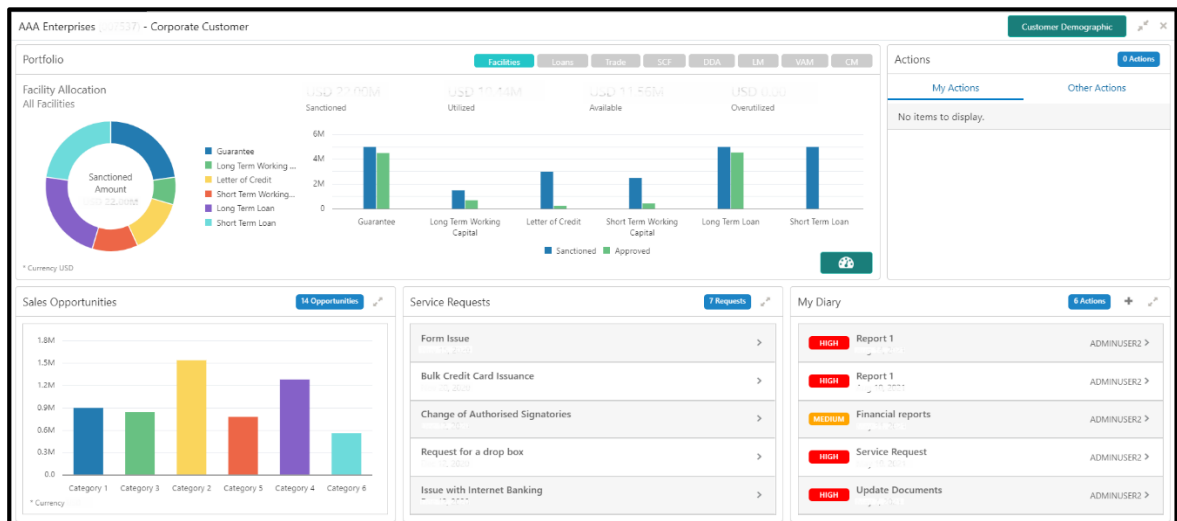 AAA Enterprises - Corporate Customer
Customer Demographic
Portfolio
Facilities Loans Trade SCF DDA LM VAM CM
Facility Allocation
All Facilities
Sanctioned Utilized Available Overutilized
Sanctioned
Amount
Guarantee
Long Term Working ...
Letter of Credit
Short Term Working...
Long Term Loan
Short Term Loan
6M
4M
2M
0
Guarantee Long Term Working Capital Letter of Credit Short Term Working Capital Long Term Loan Short Term Loan
Sanctioned Approved
* Currency USD
Actions
0 Actions
My Actions Other Actions
No items to display.
Sales Opportunities
14 Opportunities
1.8M
1.5M
1.2M
0.9M
0.6M
0.3M
0.0
Category 1 Category 3 Category 2 Category 5 Category 4 Category 6
* Currency
Service Requests
7 Requests
Form Issue
Bulk Credit Card Issuance
Change of Authorised Signatories
Request for a drop box
Issue with Internet Banking
My Diary
6 Actions
HIGH Report 1 ADMINUSER2
HIGH Report 1 ADMINUSER2
MEDIUM Financial reports ADMINUSER2
HIGH Service Request ADMINUSER2
HIGH Update Documents ADMINUSER2